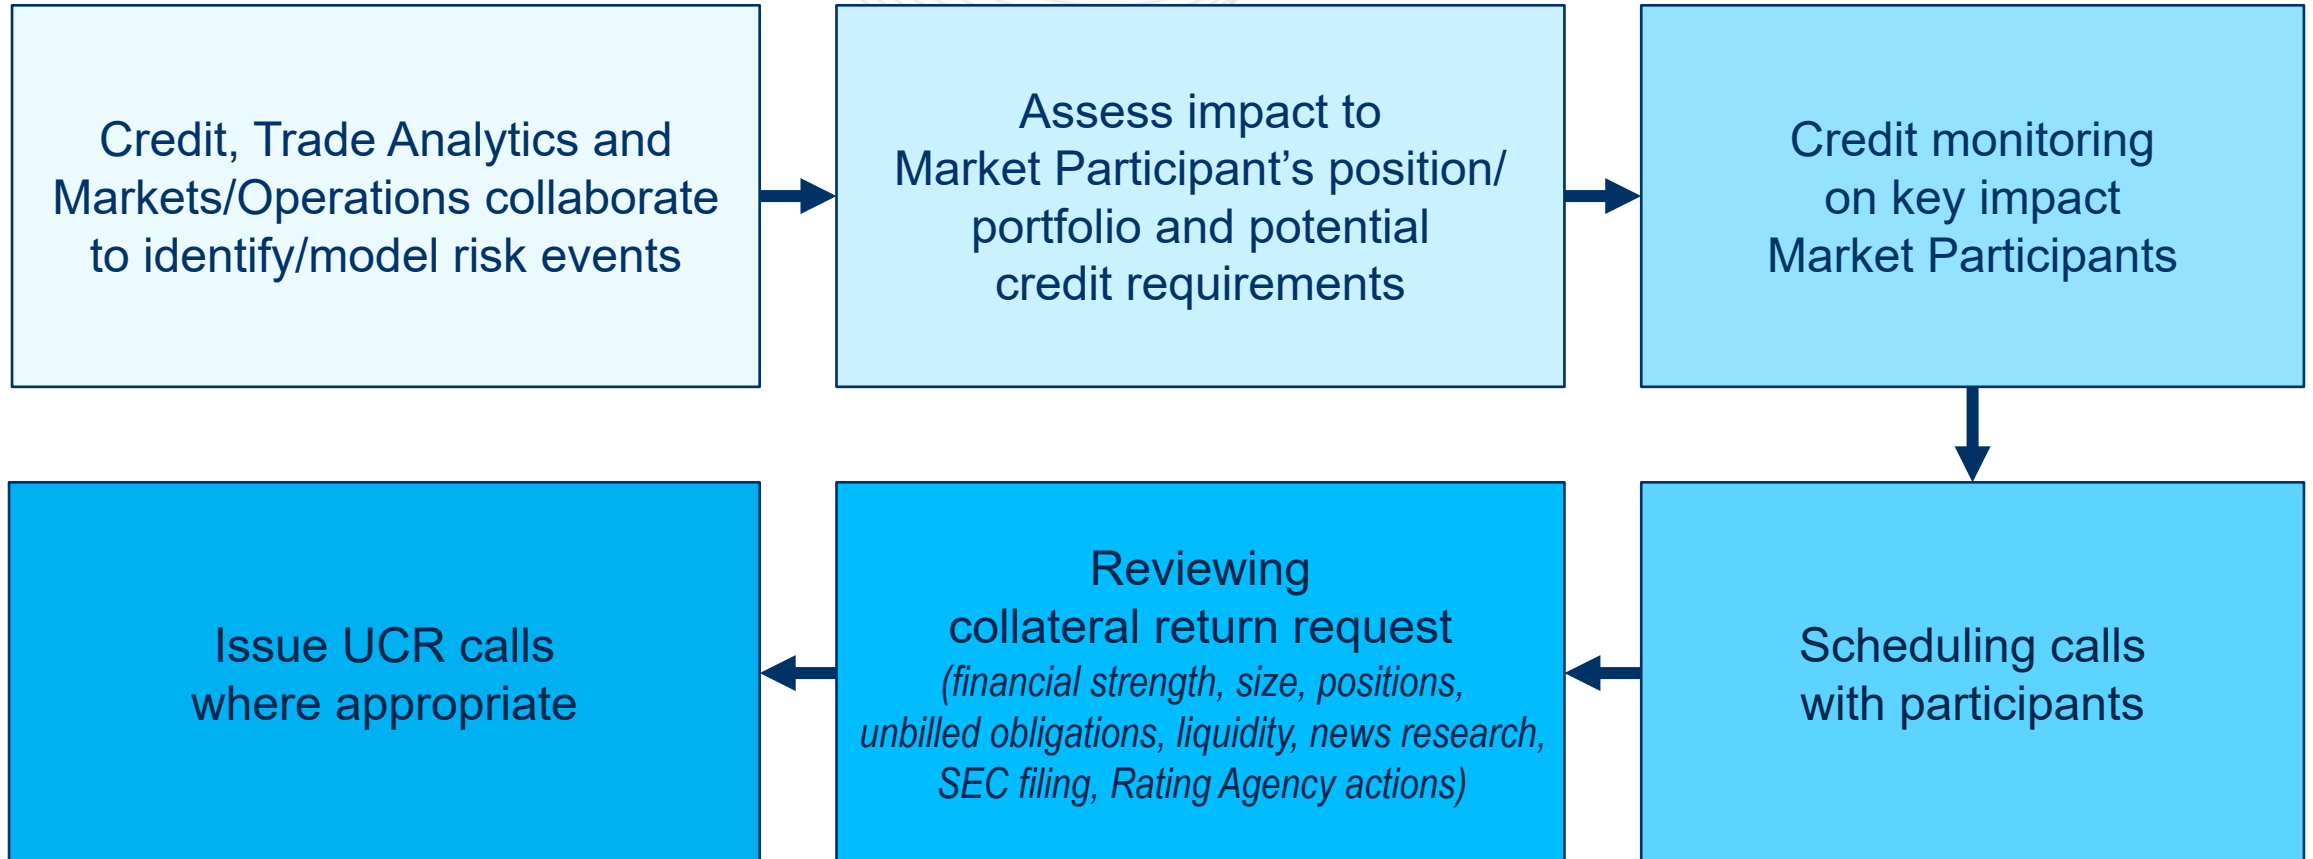 Credit, Trade Analytics and
Markets/Operations collaborate
to identify/model risk events
Assess impact to
Market Participant’s position/
portfolio and potential
credit requirements
Credit monitoring
on key impact
Market Participants
Scheduling calls
with participants
Reviewing
collateral return request
(financial strength, size, positions,
unbilled obligations, liquidity, news research,
SEC filing, Rating Agency actions)
Issue UCR calls
where appropriate